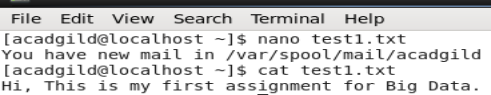 File Edit View Search Terminal Help
[acadgild@localhost ~]$ nano test1.txt
You have new mail in /var/spool/mail/acadgild
[acadgild@localhost ~]$ cat test1.txt
Hi, This is my first assignment for Big Data.